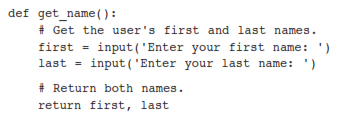 def get_name():
    # Get the user's first and last names.
    first = input('Enter your first name: ')
    last = input('Enter your last name: ')
    # Return both names.
    return first, last